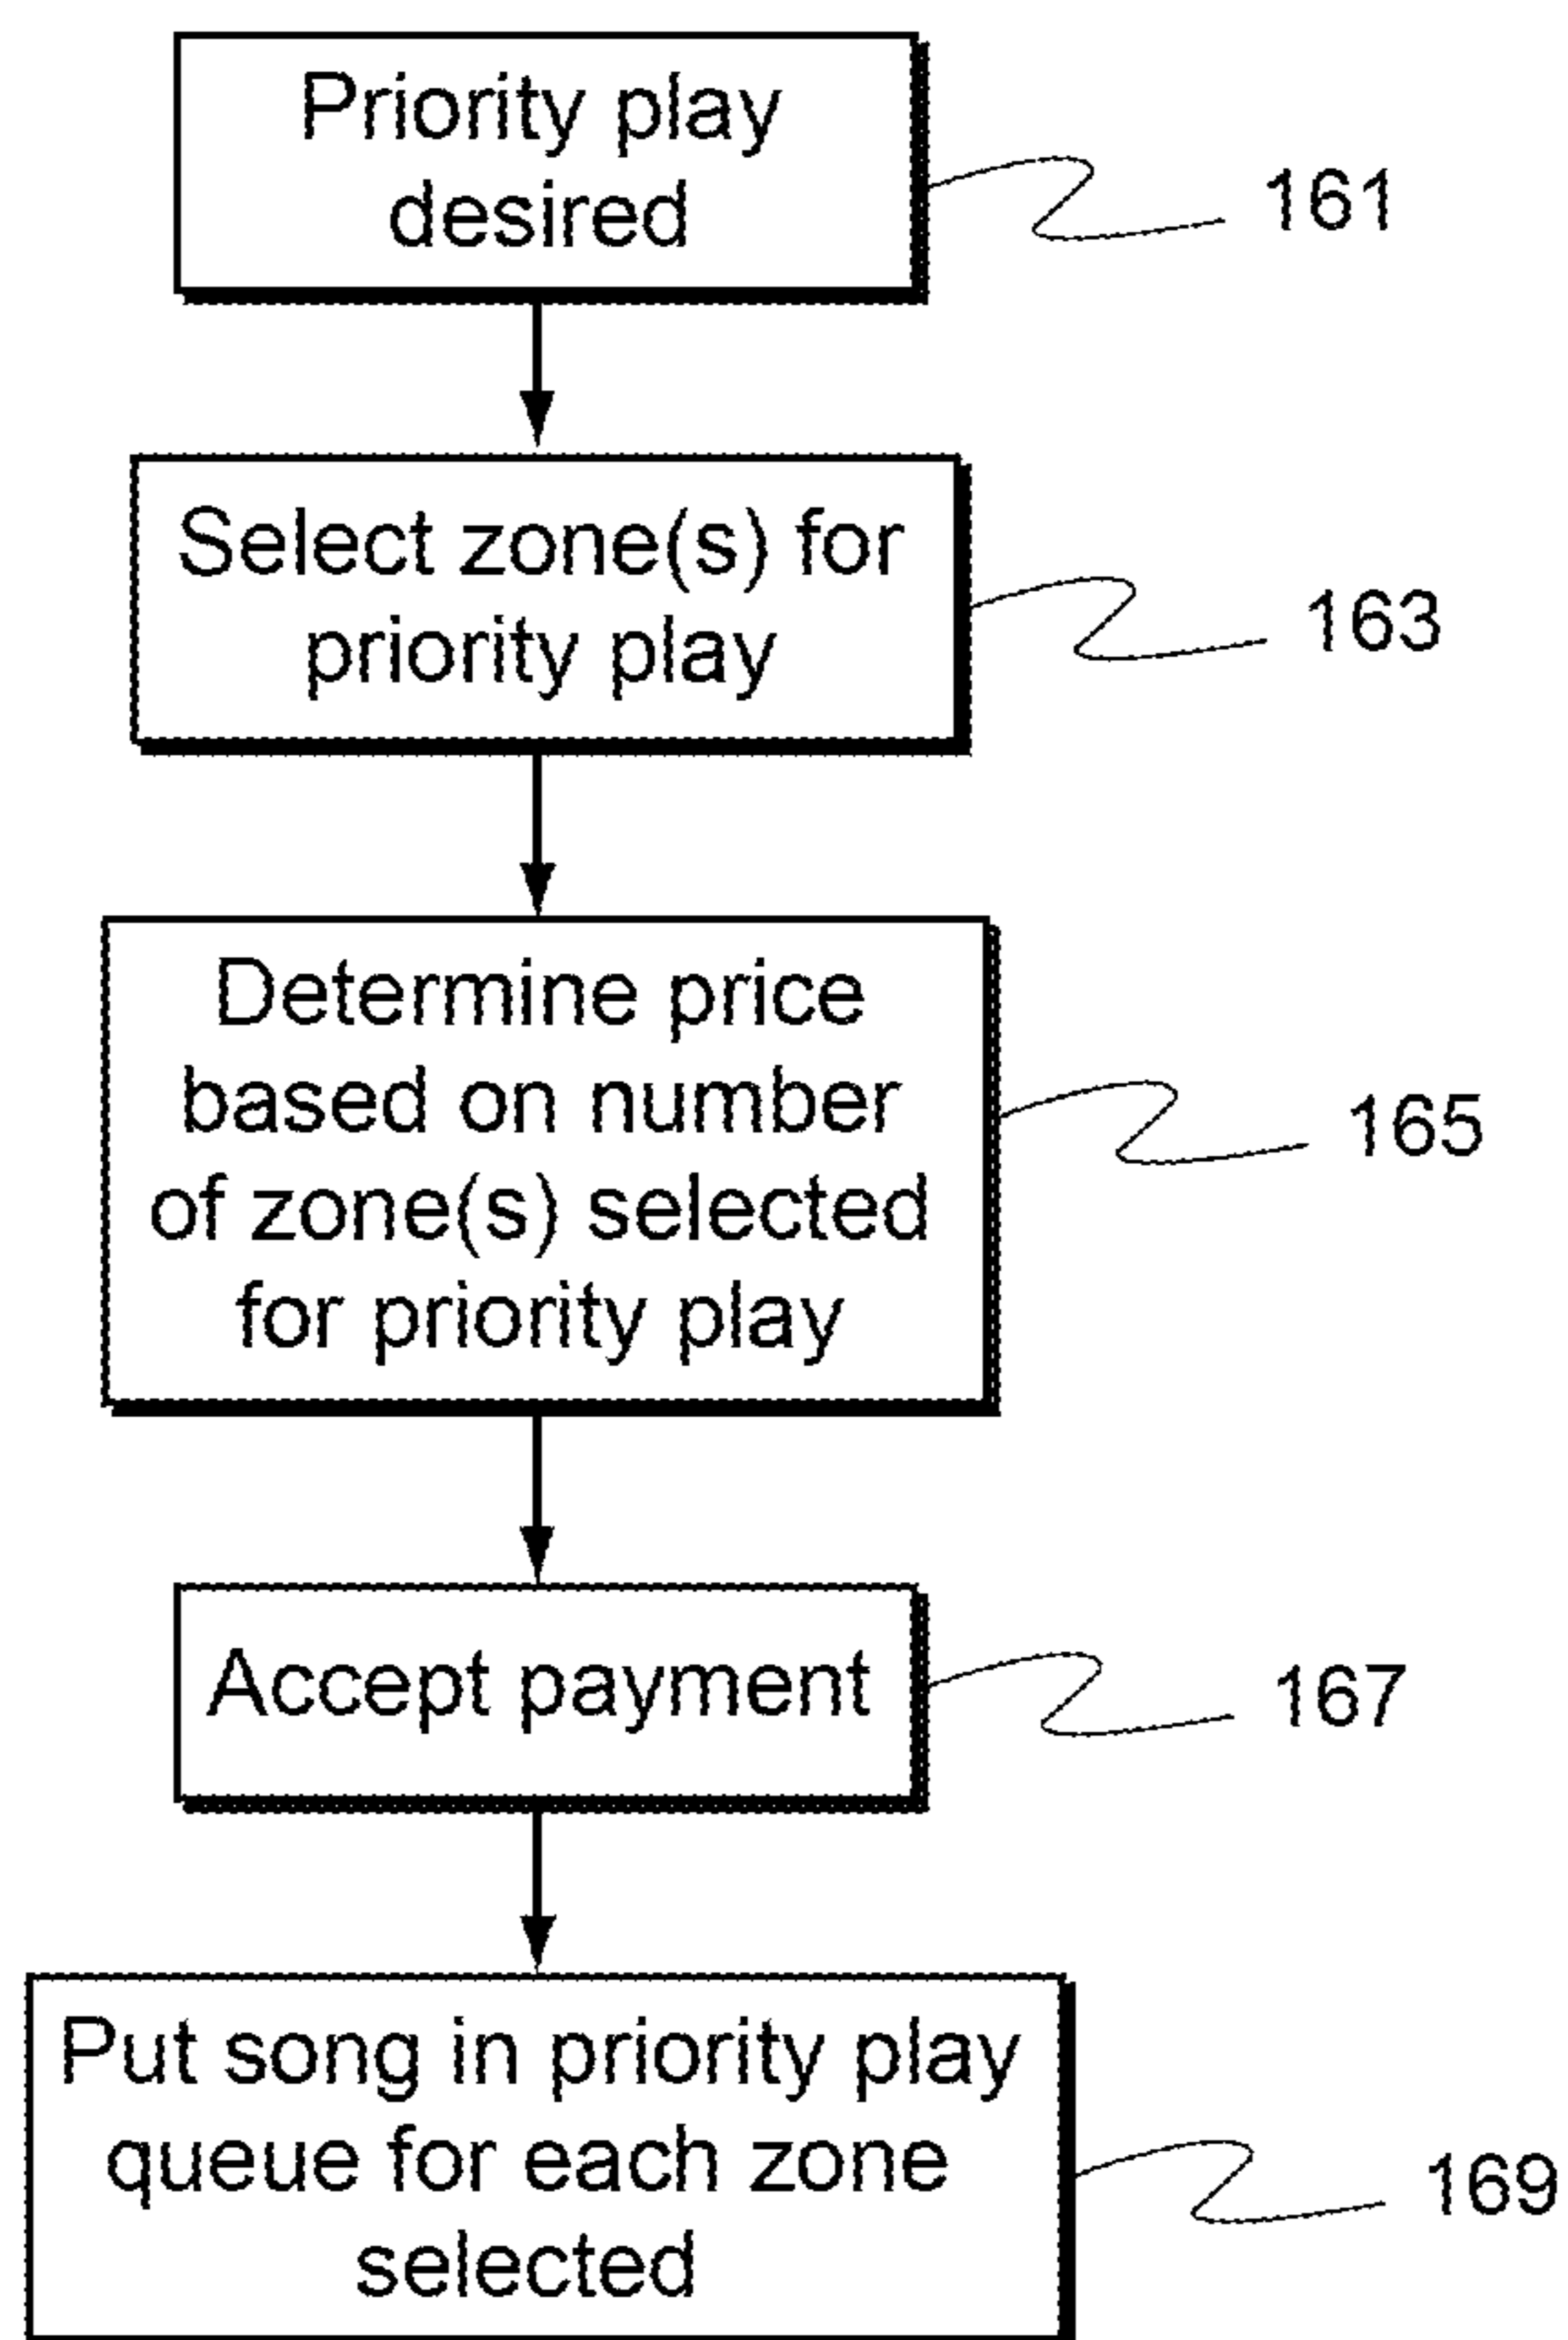 Priority play
desired
161
Select zone(s) for
priority play
163
Determine price
based on number
of zone(s) selected
for priority play
165
Accept payment
167
Put song in priority play
queue for each zone
selected
169